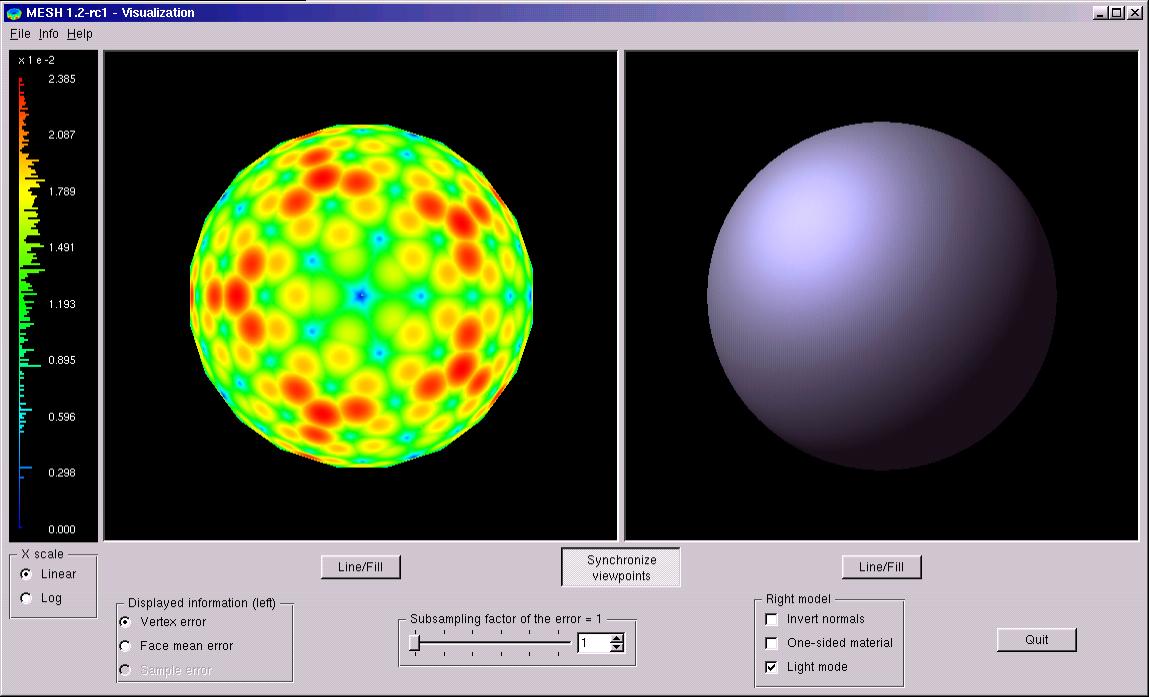 MESH 1.2-rc1 - Visualization
File Info Help
x 1 e -2
2.385
2.087
1.789
1.491
1.193
0.895
0.596
0.298
0.000
X scale
Linear
Log
Line/Fill
Synchronize
viewpoints
Line/Fill
Displayed information (left)
Vertex error
Face mean error
Sample error
Subsampling factor of the error = 1
1
Right model
Invert normals
One-sided material
Light mode
Quit